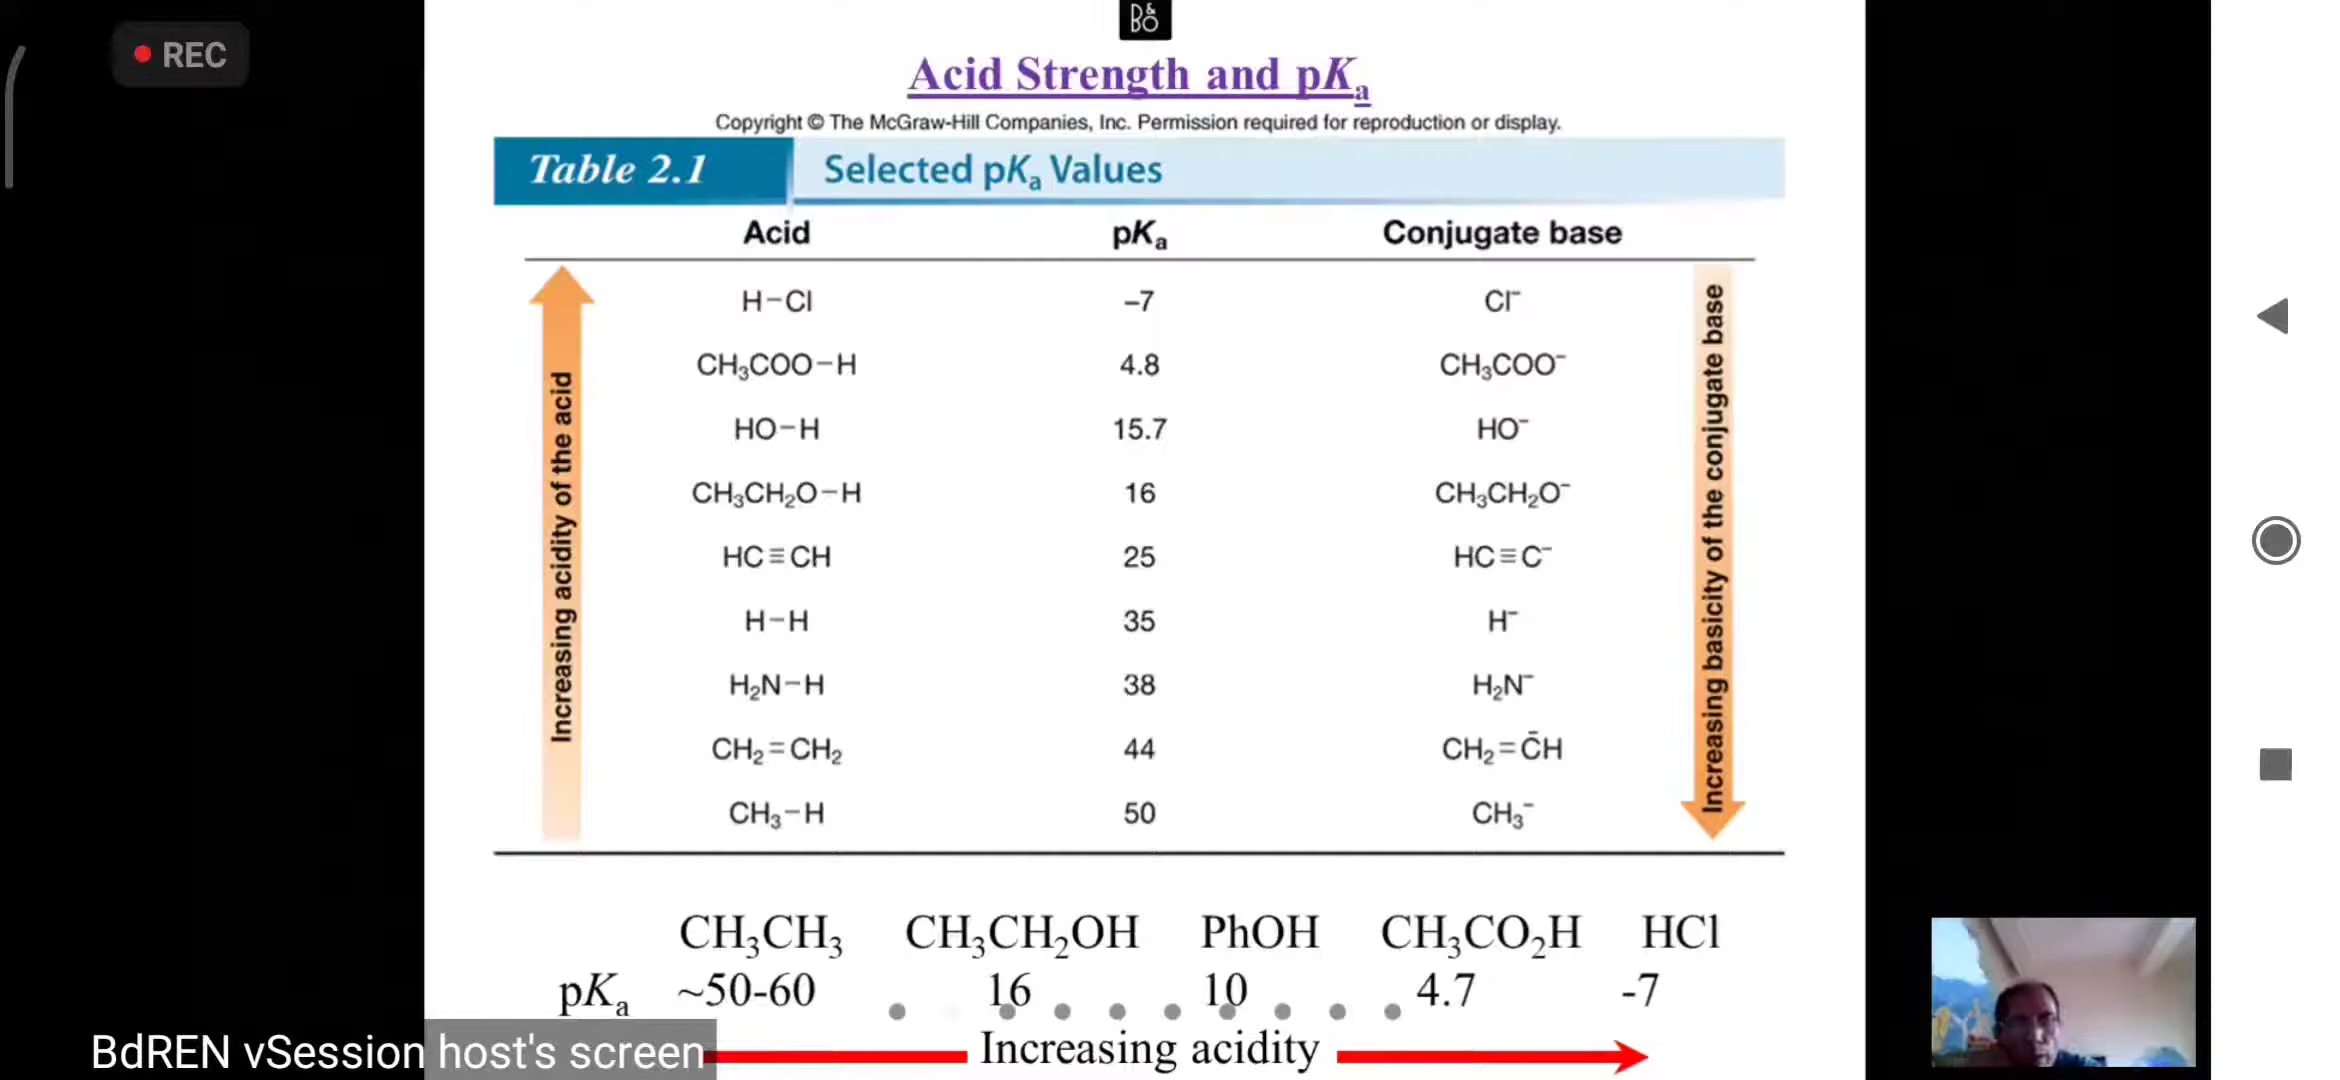 B&O
REC
Acid Strength and pKₐ
Copyright © The McGraw-Hill Companies, Inc. Permission required for reproduction or display.
Table 2.1 Selected pKₐ Values
Acid pKₐ Conjugate base
H–Cl –7 Cl⁻
CH₃COO–H 4.8 CH₃COO⁻
HO–H 15.7 HO⁻
CH₃CH₂O–H 16 CH₃CH₂O⁻
HC≡CH 25 HC≡C⁻
H–H 35 H⁻
H₂N–H 38 H₂N⁻
CH₂=CH₂ 44 CH₂=C̄H
CH₃–H 50 CH₃⁻
Increasing acidity of the acid
Increasing basicity of the conjugate base
CH₃CH₃ CH₃CH₂OH PhOH CH₃CO₂H HCl
pKₐ ~50-60 16 10 4.7 -7
Increasing acidity
BdREN vSession host's screen